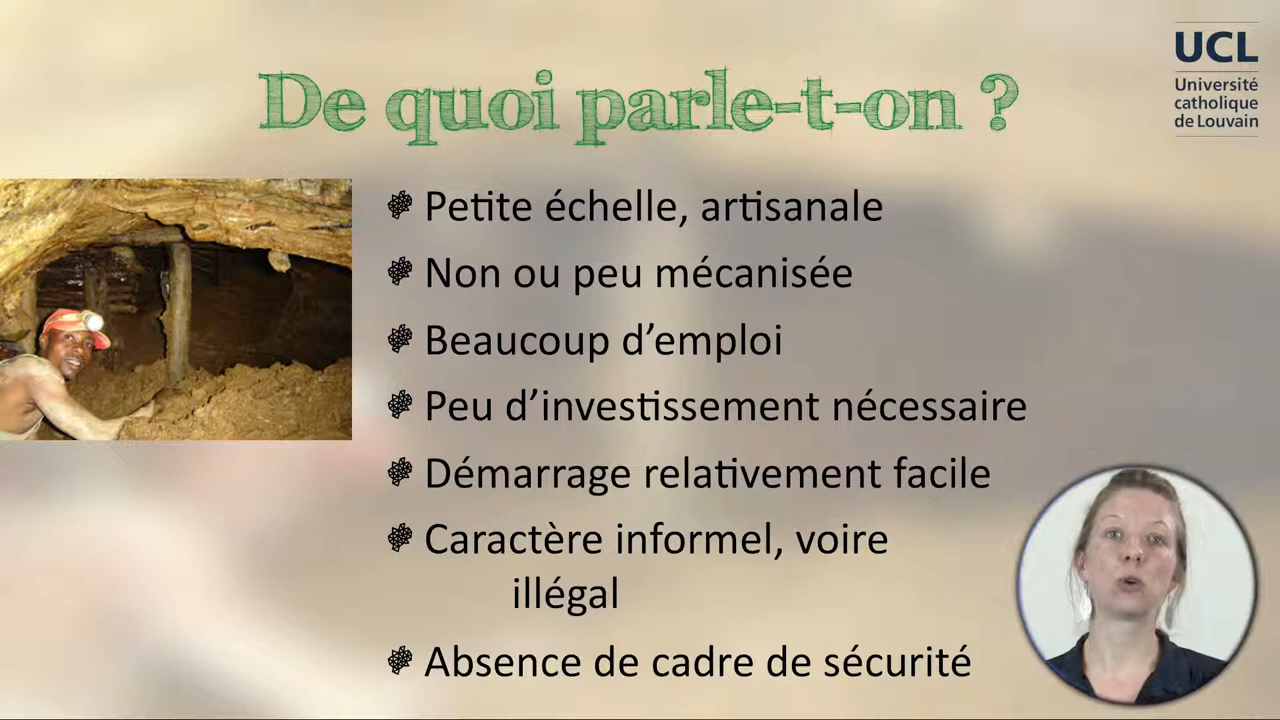 De quoi parle-t-on ?
UCL
Université
catholique
de Louvain
Petite échelle, artisanale
Non ou peu mécanisée
Beaucoup d’emploi
Peu d’investissement nécessaire
Démarrage relativement facile
Caractère informel, voire
illégal
Absence de cadre de sécurité